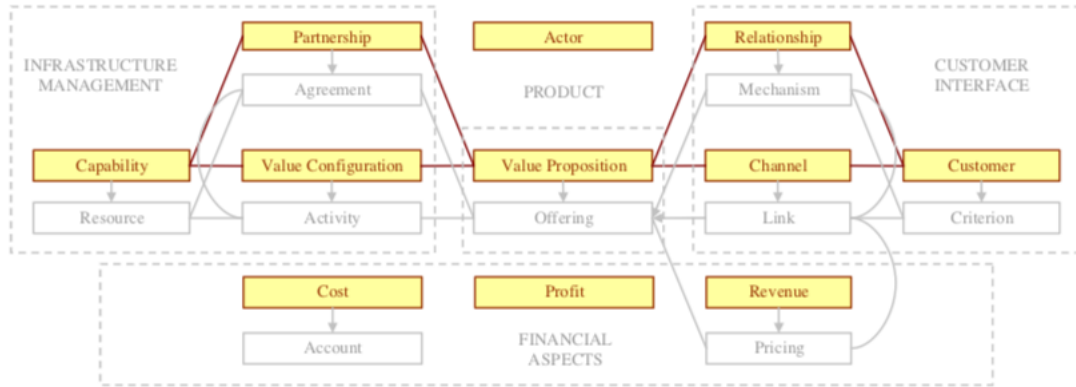 Partnership
Actor
Relationship
INFRASTRUCTURE
MANAGEMENT
CUSTOMER
INTERFACE
Agreement
PRODUCT
Mechanism
Capability
Value Configuration
Value Proposition
Channel
Customer
Resource
Activity
Offering
Link
Criterion
Cost
Profit
Revenue
Account
FINANCIAL
ASPECTS
Pricing